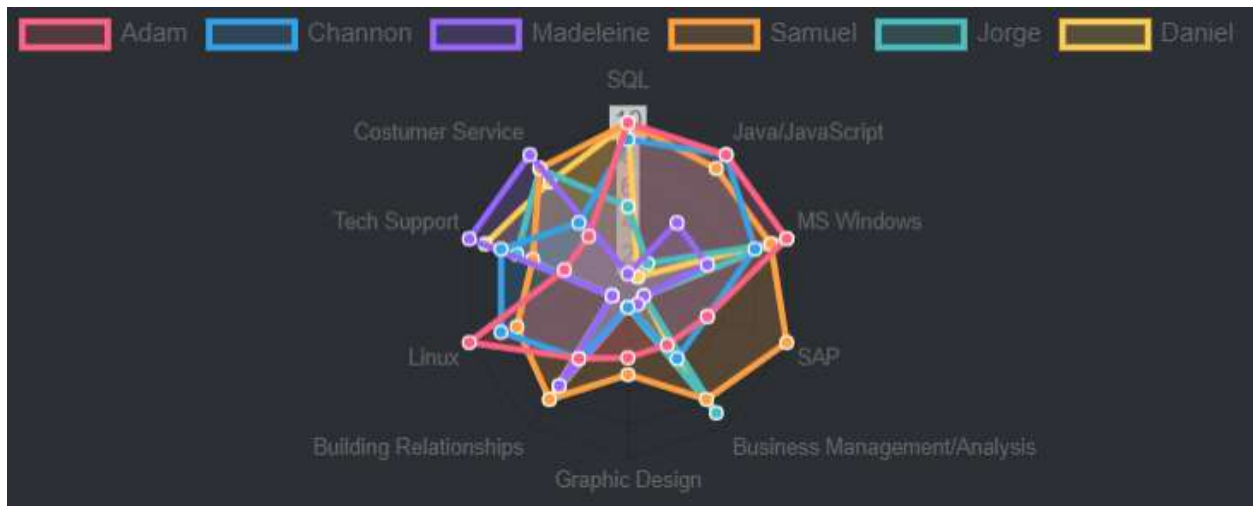 Adam Channon Madeleine Samuel Jorge Daniel
SQL
10
Costumer Service
Java/JavaScript
Tech Support
MS Windows
Linux
SAP
Building Relationships
Business Management/Analysis
Graphic Design